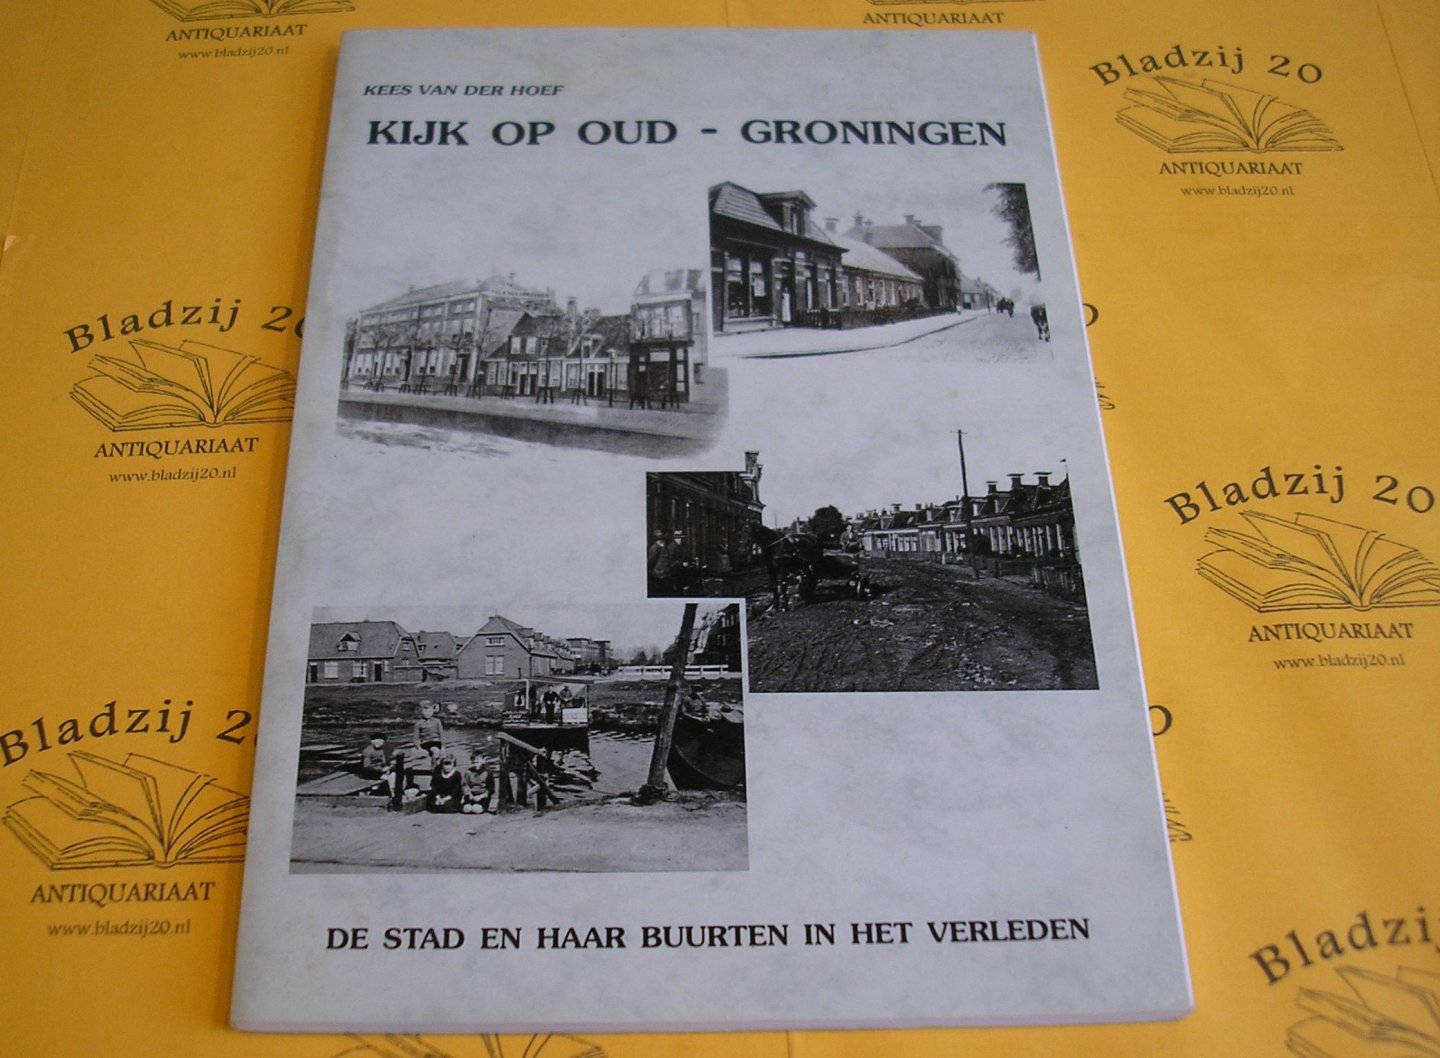 KEES VAN DER HOEF
KIJK OP OUD - GRONINGEN
DE STAD EN HAAR BUURTEN IN HET VERLEDEN
ANTIQUARIAAT
www.bladzij20.nl
ANTIQUARIAAT
Bladzij 20
ANTIQUARIAAT
www.bladzij20.nl
Bladzij 20
ANTIQUARIAAT
www.bladzij20.nl
Bladzij 20
ANTIQUARIAAT
www.bladzij20.nl
Bladzij 20
ANTIQUARIAAT
www.bladzij20.nl
Bladzij